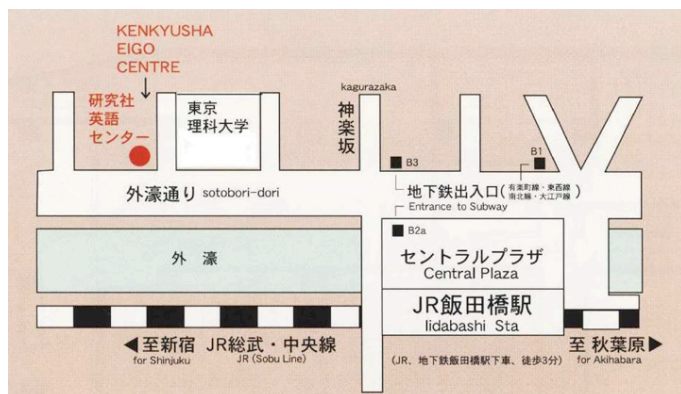 KENKYUSHA
EIGO
CENTRE
研究社
英語
センター
東京
理科大学
kagurazaka
神楽坂
B3
B1
外濠通り sotobori-dori
地下鉄出入口(有楽町線・東西線
南北線・大江戸線)
Entrance to Subway
B2a
外 濠
セントラルプラザ
Central Plaza
JR飯田橋駅
Iidabashi Sta
◀至新宿 JR総武・中央線
for Shinjuku JR (Sobu Line)
(JR、地下鉄飯田橋駅下車、徒歩3分)
至 秋葉原▶
for Akihabara